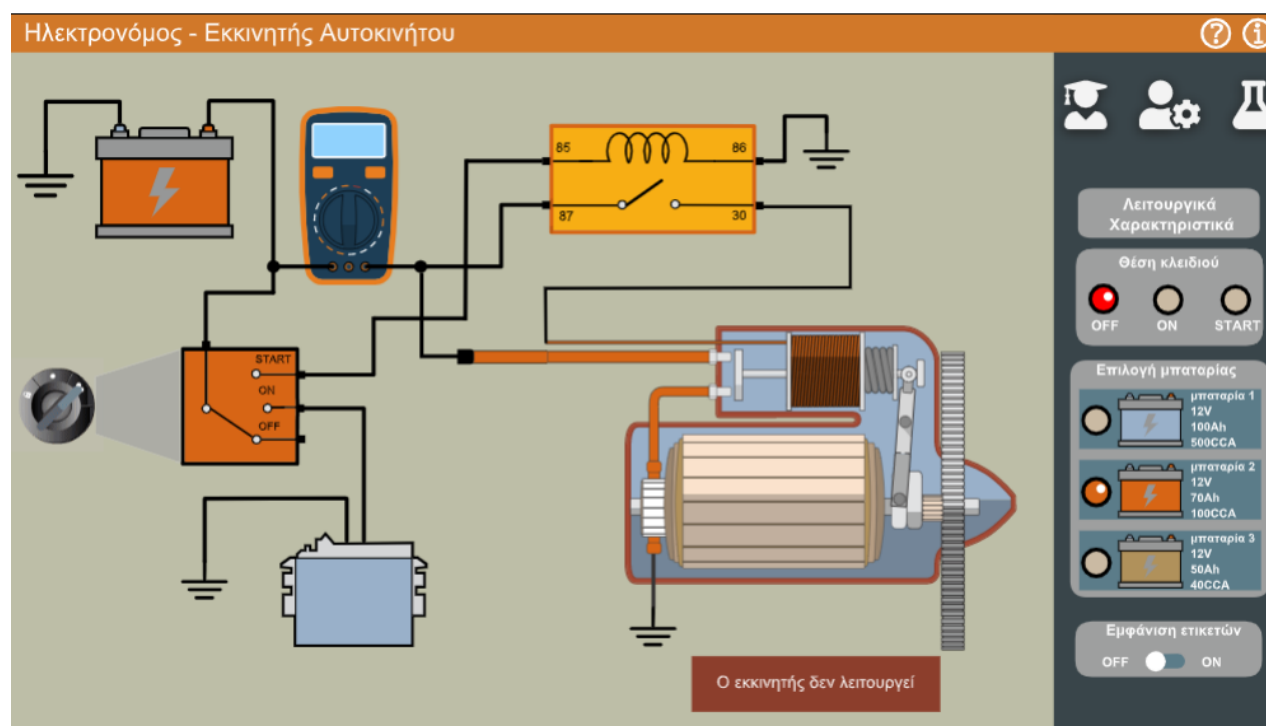 Ηλεκτρονόμος - Εκκινητής Αυτοκινήτου
?
i
85
86
87
30
START
ON
OFF
Ο εκκινητής δεν λειτουργεί
Λειτουργικά
Χαρακτηριστικά
Θέση κλειδιού
OFF ON START
Επιλογή μπαταρίας
μπαταρία 1
12V
100Ah
500CCA
μπαταρία 2
12V
70Ah
100CCA
μπαταρία 3
12V
50Ah
40CCA
Εμφάνιση ετικετών
OFF ON